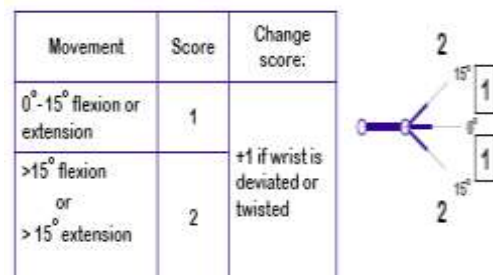 Movement
Score
Change
score:
0°-15° flexion or
extension
1
>15° flexion
or
> 15° extension
2
+1 if wrist is
deviated or
twisted
2
15°
1
0°
1
15°
2